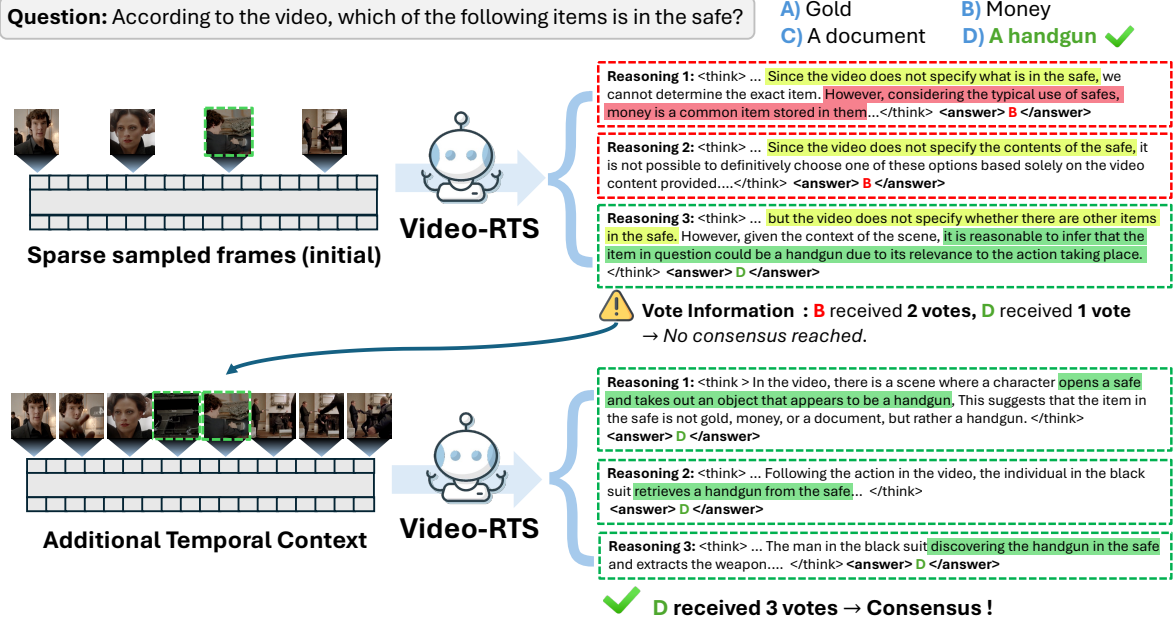 Question: According to the video, which of the following items is in the safe?
A) Gold
B) Money
C) A document
D) A handgun
Reasoning 1: <think> ... Since the video does not specify what is in the safe, we
cannot determine the exact item. However, considering the typical use of safes,
money is a common item stored in them...</think> <answer> B </answer>
Reasoning 2: <think> ... Since the video does not specify the contents of the safe, it
is not possible to definitively choose one of these options based solely on the video
content provided....</think> <answer> B </answer>
Reasoning 3: <think> ... but the video does not specify whether there are other items
in the safe. However, given the context of the scene, it is reasonable to infer that the
item in question could be a handgun due to its relevance to the action taking place.
</think> <answer> D </answer>
Video-RTS
Sparse sampled frames (initial)
Vote Information : B received 2 votes, D received 1 vote
→ No consensus reached.
Reasoning 1: <think > In the video, there is a scene where a character opens a safe
and takes out an object that appears to be a handgun, This suggests that the item in
the safe is not gold, money, or a document, but rather a handgun. </think>
<answer> D </answer>
Reasoning 2: <think> ... Following the action in the video, the individual in the black
suit retrieves a handgun from the safe... </think>
<answer> D </answer>
Reasoning 3: <think> ... The man in the black suit discovering the handgun in the safe
and extracts the weapon.... </think> <answer> D </answer>
Video-RTS
Additional Temporal Context
D received 3 votes → Consensus !